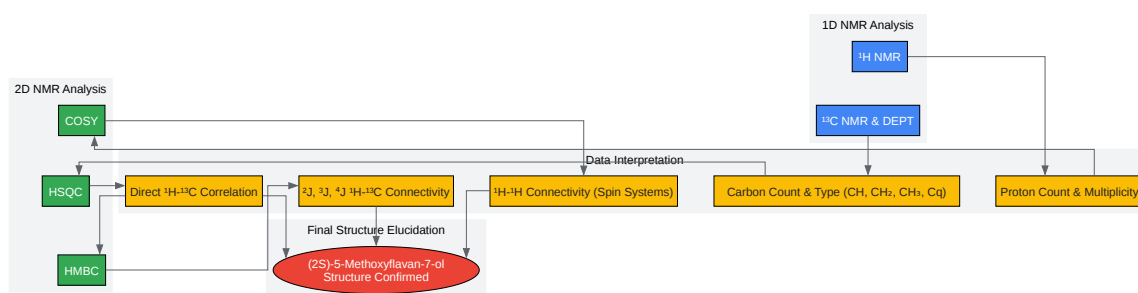 1D NMR Analysis
¹H NMR
¹³C NMR & DEPT
2D NMR Analysis
COSY
HSQC
HMBC
Data Interpretation
Direct ¹H-¹³C Correlation
²J, ³J, ⁴J ¹H-¹³C Connectivity
¹H-¹H Connectivity (Spin Systems)
Carbon Count & Type (CH, CH₂, CH₃, Cq)
Proton Count & Multiplicity
Final Structure Elucidation
(2S)-5-Methoxyflavan-7-ol
Structure Confirmed